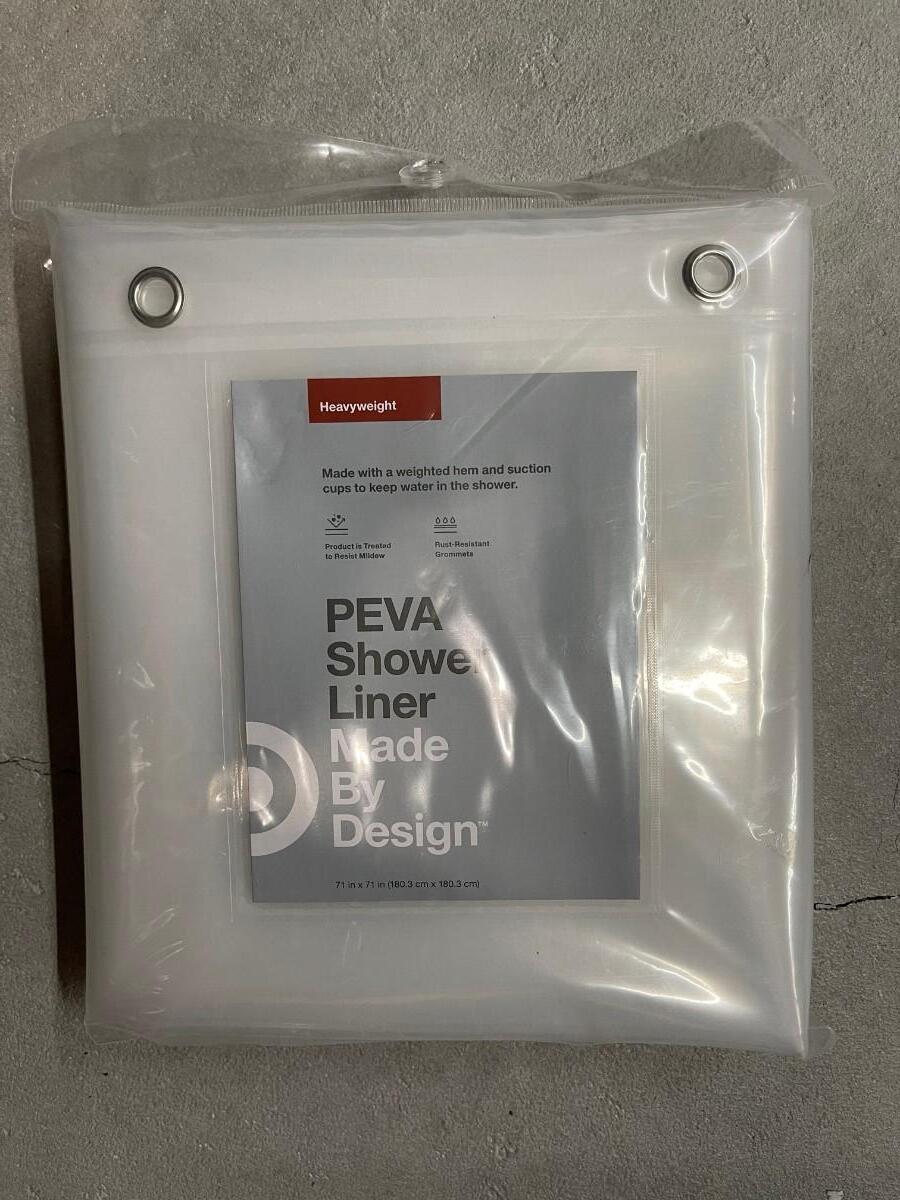 Heavyweight
Made with a weighted hem and suction
cups to keep water in the shower.
Product is Treated
to Resist Mildew
Rust-Resistant
Grommets
PEVA
Shower
Liner
Made
By
Design™
71 in x 71 in (180.3 cm x 180.3 cm)